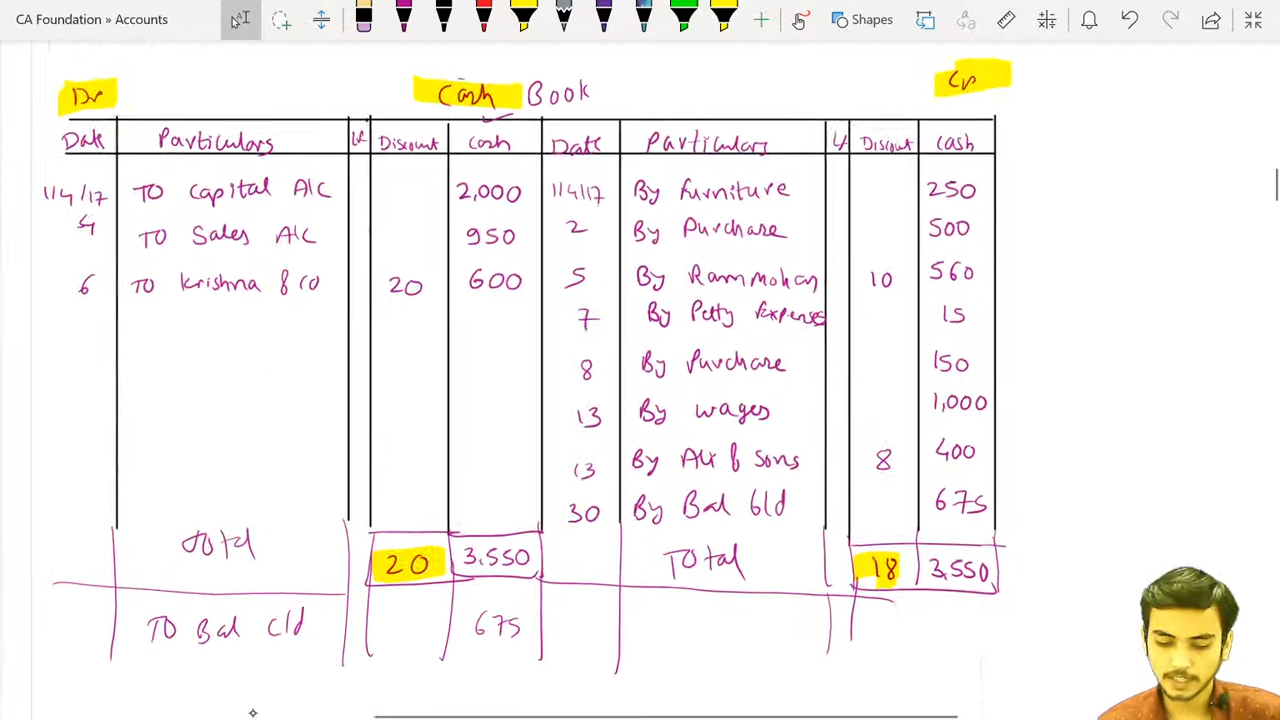 CA Foundation » Accounts
Shapes
Dr Cash Book Cr
Date Particulars L.f Discount Cash Date Particulars L.f Discount Cash
1/4/17 To Capital A/C 2,000 1/4/17 By Furniture 250
4 To Sales A/C 950 2 By Purchase 500
6 To Krishna & co 20 600 5 By Rammohan 10 560
7 By Petty Expenses 15
8 By Purchase 150
13 By wages 1,000
13 By Ali & Sons 8 400
30 By Bal c/d 675
Total 20 3,550 Total 18 3,550
To Bal c/d 675